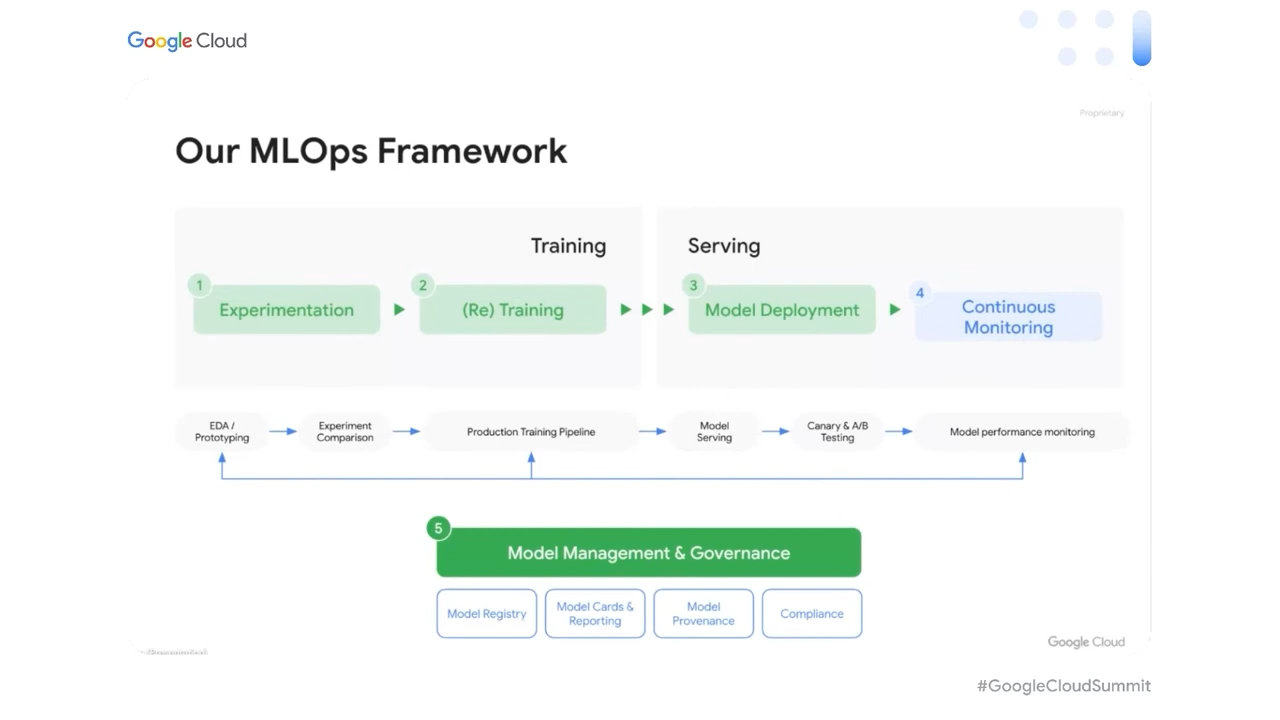 Google Cloud
Proprietary
Our MLOps Framework
Training
Serving
1
Experimentation
2
(Re) Training
3
Model Deployment
4
Continuous
Monitoring
EDA /
Prototyping
Experiment
Comparison
Production Training Pipeline
Model
Serving
Canary & A/B
Testing
Model performance monitoring
5
Model Management & Governance
Model Registry
Model Cards &
Reporting
Model
Provenance
Compliance
Google Cloud
#GoogleCloudSummit